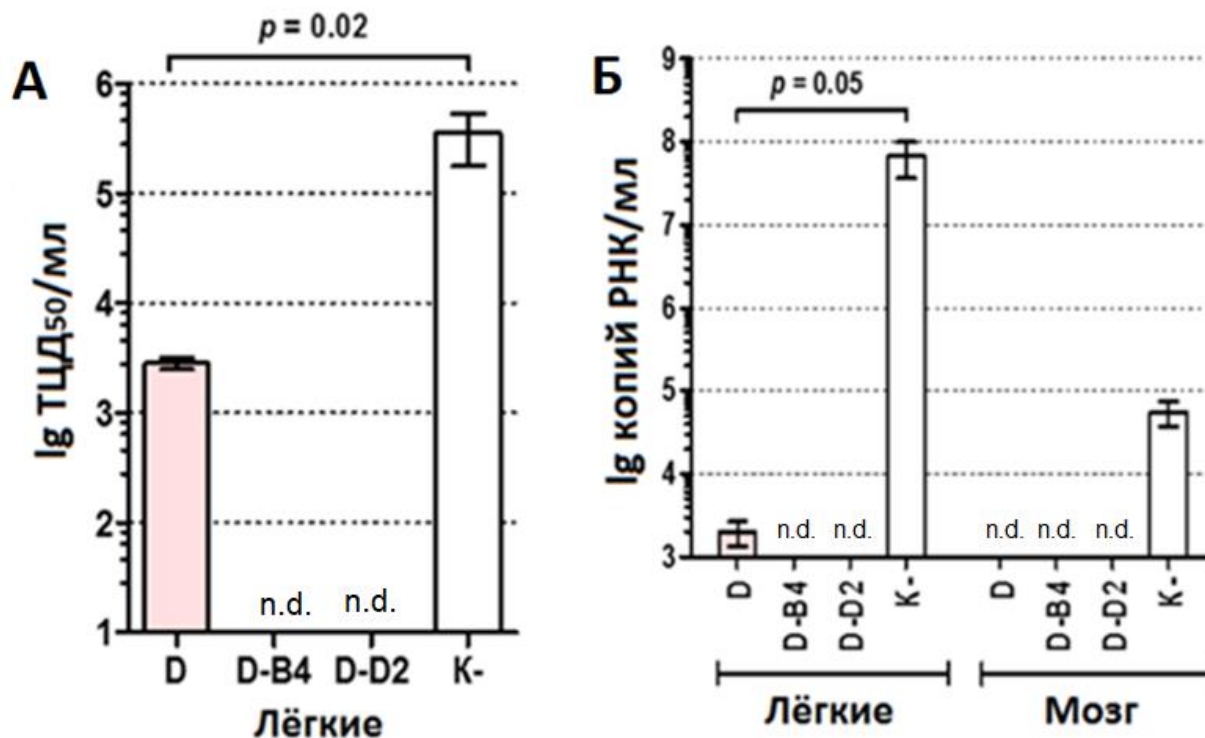 А
p = 0.02
lg ТЦД50/мл
6
5
4
3
2
1
n.d. n.d.
D D-B4 D-D2 K-
Лёгкие
Б
p = 0.05
lg копий РНК/мл
9
8
7
6
5
4
3
n.d. n.d. n.d. n.d. n.d.
D D-B4 D-D2 K- D D-B4 D-D2 K-
Лёгкие Мозг